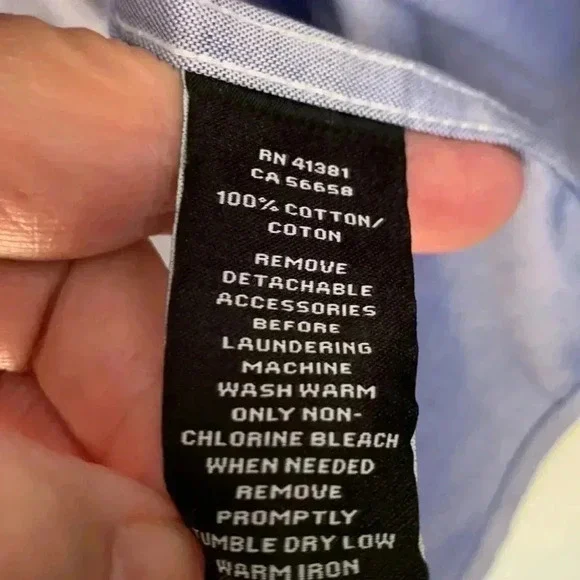 RN 41381
CA 56658
100% COTTON/
COTON
REMOVE
DETACHABLE
ACCESSORIES
BEFORE
LAUNDERING
MACHINE
WASH WARM
ONLY NON-
CHLORINE BLEACH
WHEN NEEDED
REMOVE
PROMPTLY
TUMBLE DRY LOW
WARM IRON